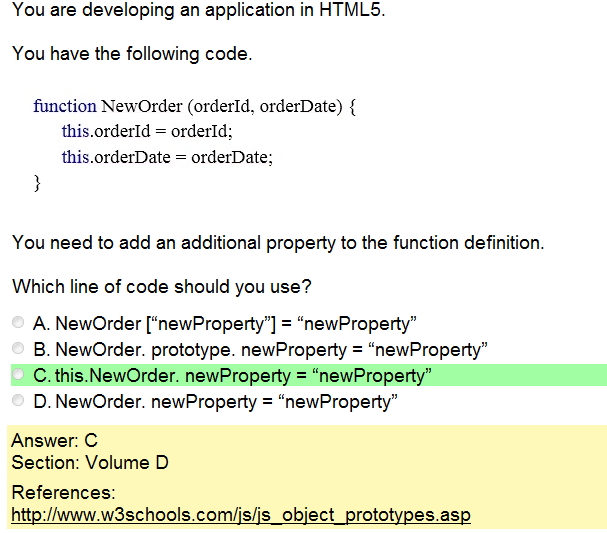 You are developing an application in HTML5.
You have the following code.
function NewOrder (orderId, orderDate) {
this.orderId = orderId;
this.orderDate = orderDate;
}
You need to add an additional property to the function definition.
Which line of code should you use?
A. NewOrder [“newProperty”] = “newProperty”
B. NewOrder. prototype. newProperty = “newProperty”
C. this.NewOrder. newProperty = “newProperty”
D. NewOrder. newProperty = “newProperty”
Answer: C
Section: Volume D
References:
http://www.w3schools.com/js/js_object_prototypes.asp